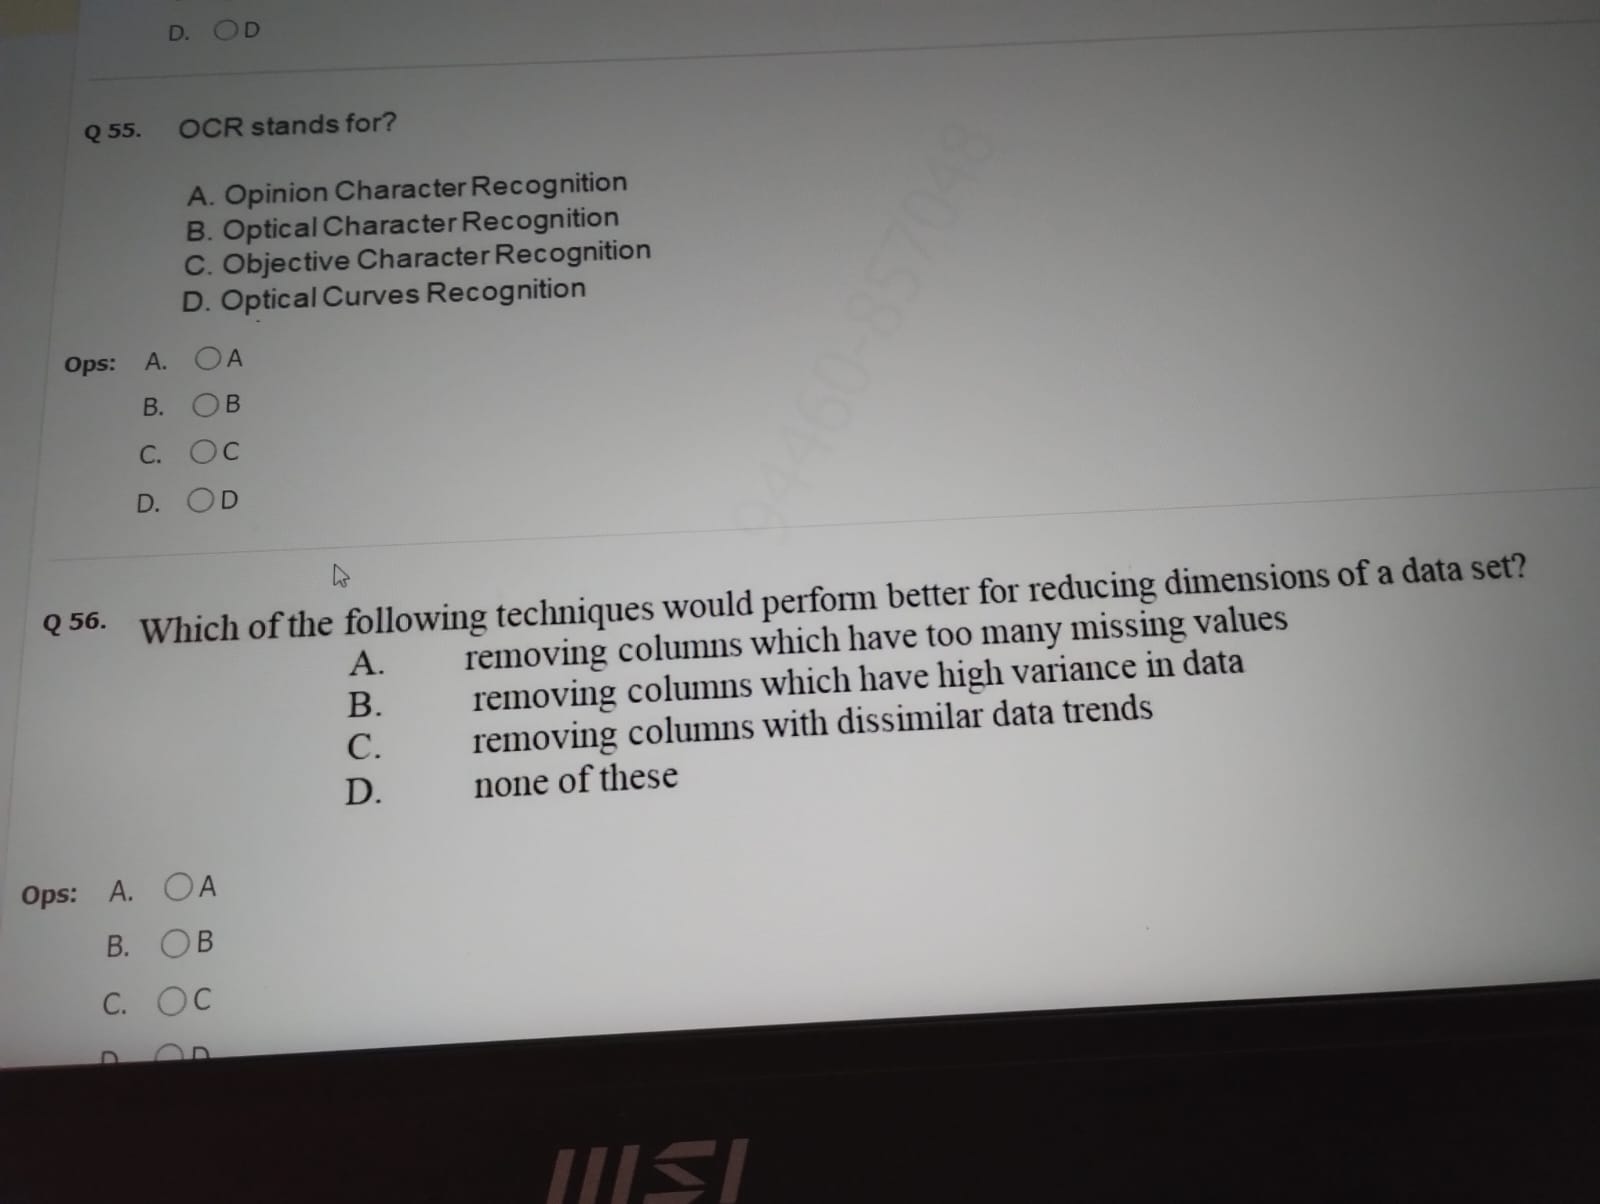 D. D
Q 55. OCR stands for?
A. Opinion Character Recognition
B. Optical Character Recognition
C. Objective Character Recognition
D. Optical Curves Recognition
Ops: A. A
B. B
C. C
D. D
94460-857048
Q 56. Which of the following techniques would perform better for reducing dimensions of a data set?
A. removing columns which have too many missing values
B. removing columns which have high variance in data
C. removing columns with dissimilar data trends
D. none of these
Ops: A. A
B. B
C. C
D. D
msi